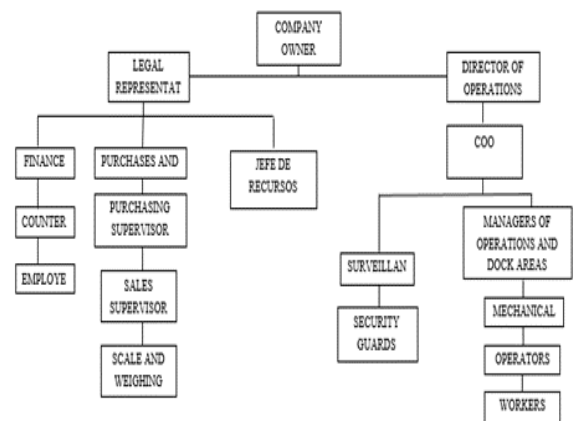 COMPANY
OWNER
LEGAL
REPRESENTAT
DIRECTOR OF
OPERATIONS
FINANCE
PURCHASES AND
JEFE DE
RECURSOS
COO
COUNTER
PURCHASING
SUPERVISOR
MANAGERS OF
OPERATIONS AND
DOCK AREAS
EMPLOYE
SALES
SUPERVISOR
SURVEILLAN
SECURITY
GUARDS
MECHANICAL
SCALE AND
WEIGHING
OPERATORS
WORKERS